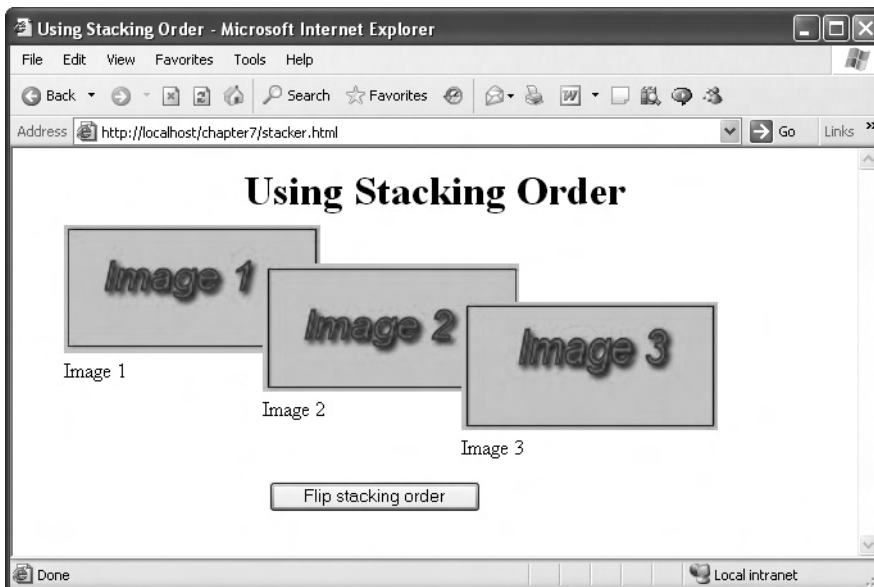 Using Stacking Order - Microsoft Internet Explorer
File Edit View Favorites Tools Help
Back Search Favorites W
Address http://localhost/chapter7/stacker.html Go Links »
Using Stacking Order
Image 1
Image 2
Image 3
Image 1
Image 2
Image 3
Flip stacking order
Done Local intranet